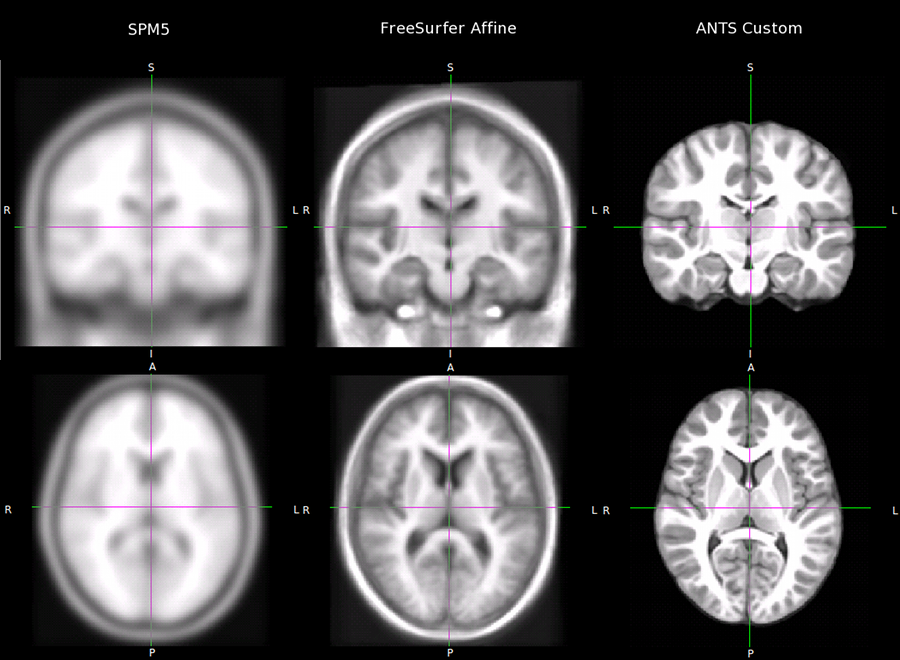 SPM5 FreeSurfer Affine ANTS Custom
S S S
R L R L R L
I I I
A A A
R L R L R L
P P P